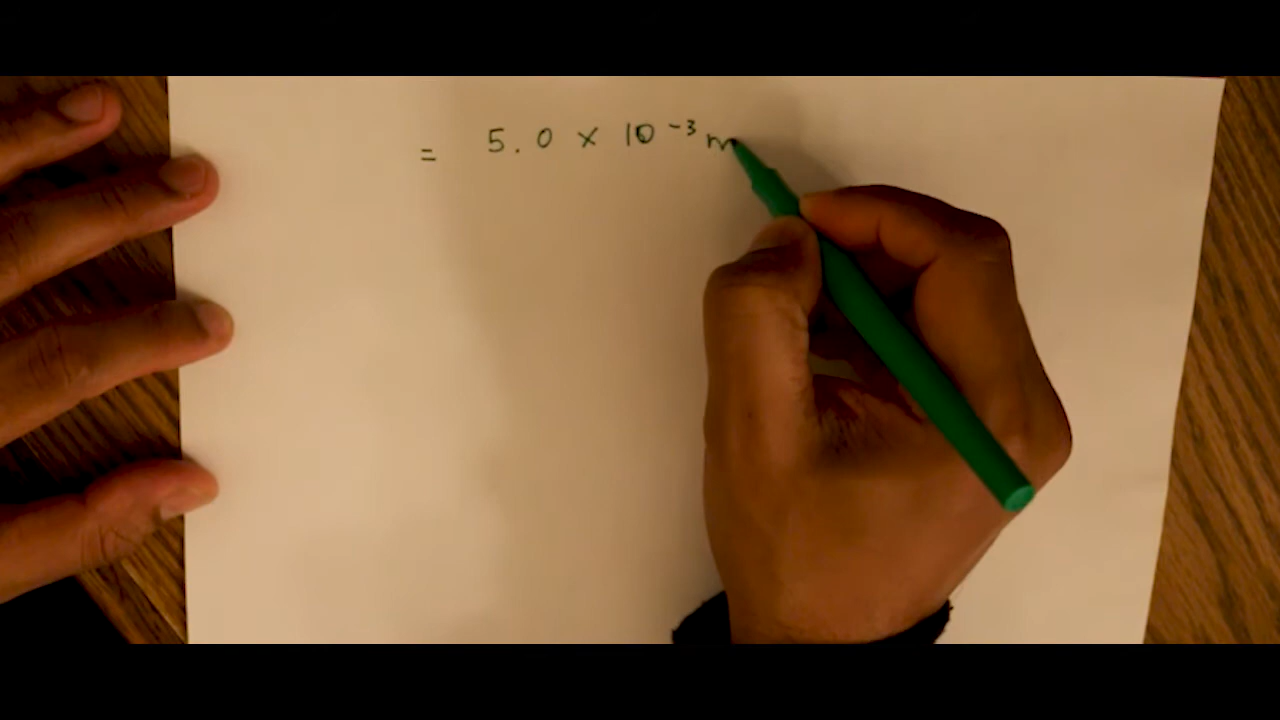 = 5.0 × 10⁻³ m